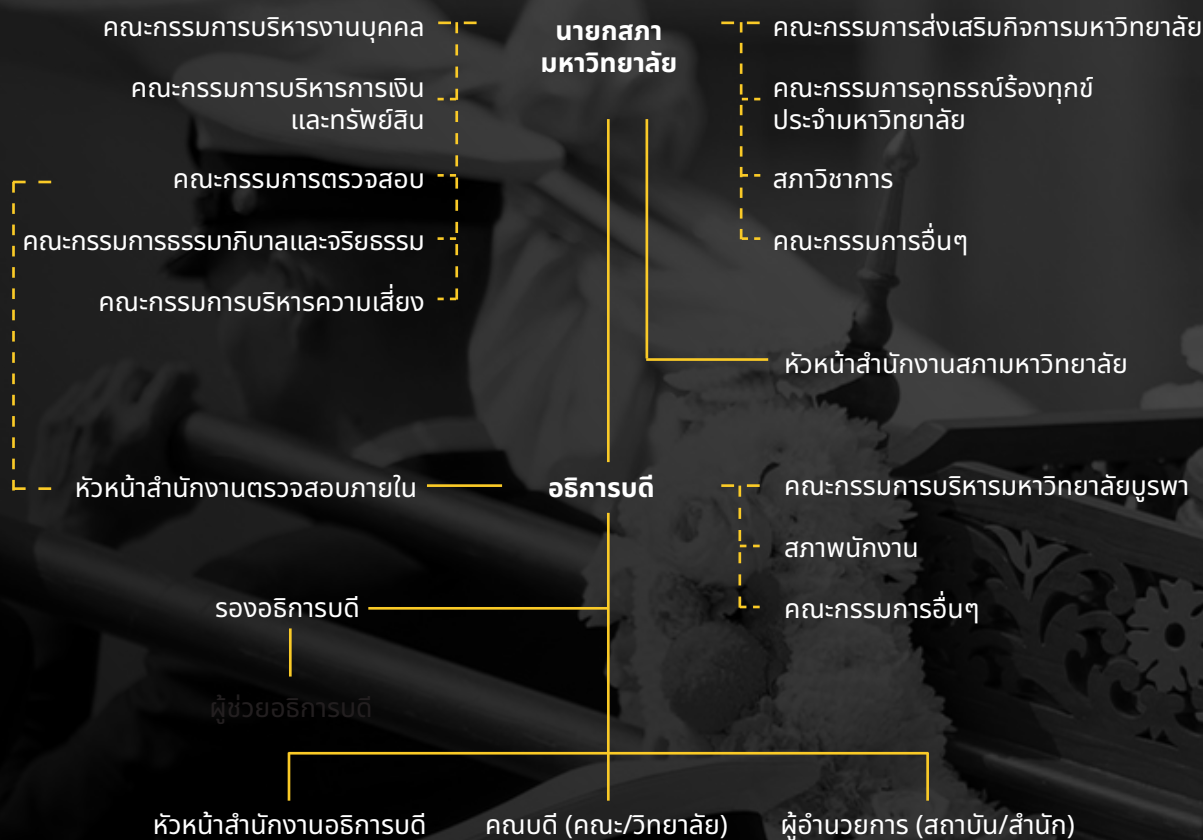 คณะกรรมการบริหารงานบุคคล
คณะกรรมการบริหารการเงิน
และทรัพย์สิน
คณะกรรมการตรวจสอบ
คณะกรรมการธรรมาภิบาลและจริยธรรม
คณะกรรมการบริหารความเสี่ยง
นายกสภา
มหาวิทยาลัย
คณะกรรมการส่งเสริมกิจการมหาวิทยาลัย
คณะกรรมการอุทธรณ์ร้องทุกข์
ประจำมหาวิทยาลัย
สภาวิชาการ
คณะกรรมการอื่นๆ
หัวหน้าสำนักงานสภามหาวิทยาลัย
หัวหน้าสำนักงานตรวจสอบภายใน
อธิการบดี
คณะกรรมการบริหารมหาวิทยาลัยบูรพา
สภาพนักงาน
คณะกรรมการอื่นๆ
รองอธิการบดี
ผู้ช่วยอธิการบดี
หัวหน้าสำนักงานอธิการบดี
คณบดี (คณะ/วิทยาลัย)
ผู้อำนวยการ (สถาบัน/สำนัก)